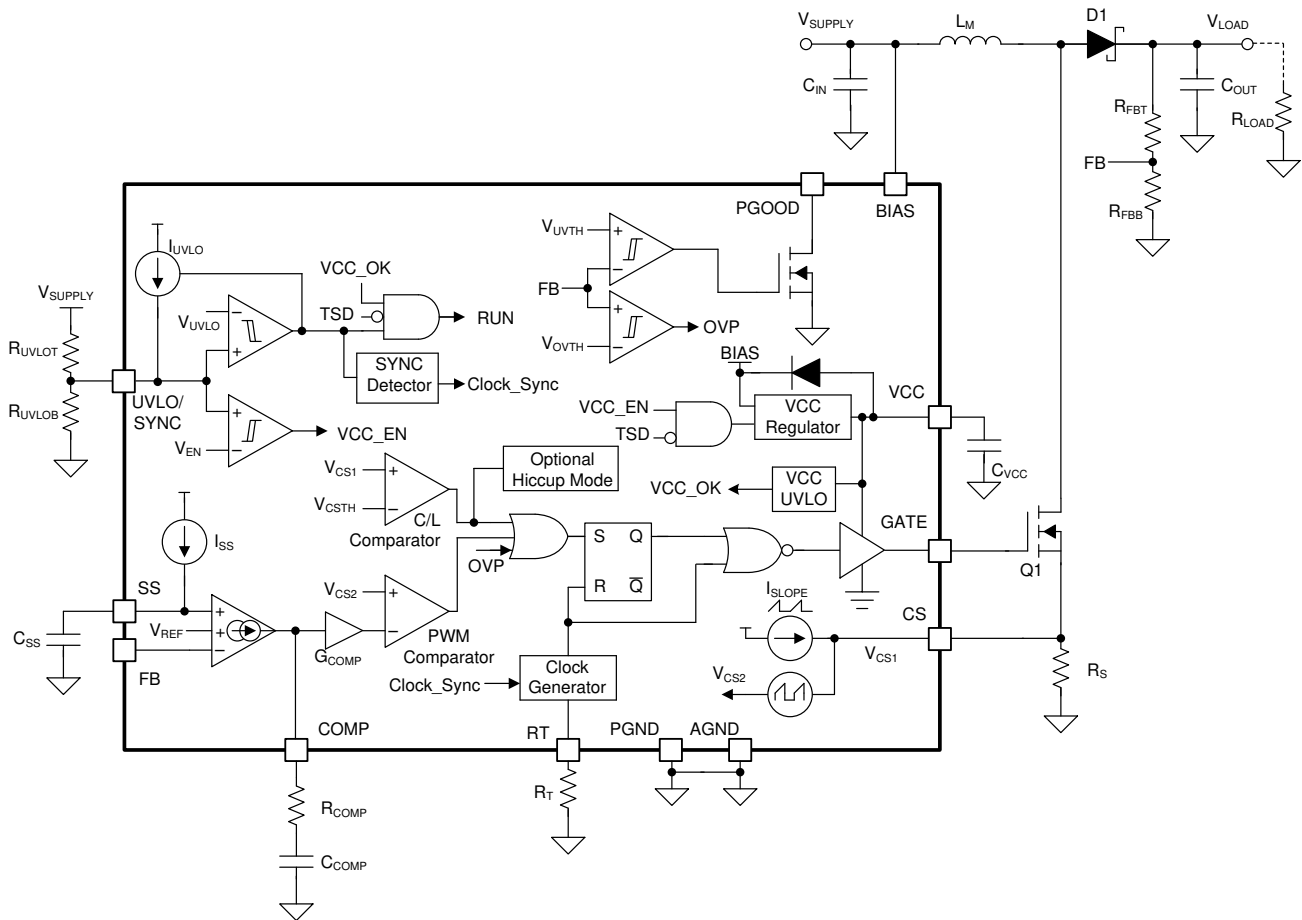 VSUPPLY
LM
D1
VLOAD
CIN
COUT
RFBT
RLOAD
FB
RFBB
PGOOD
BIAS
IUVLO
VUVTH
+
−
VCC_OK
FB
VSUPPLY
TSD
RUN
VUVLO
−
+
+
−
OVP
VOVTH
RUVLOT
SYNC
Detector
Clock_Sync
BIAS
VCC
RUVLOB
UVLO/
SYNC
+
−
VCC_EN
VEN
VCC_EN
TSD
VCC
Regulator
CVCC
VCS1
+
−
VCSTH
Optional
Hiccup Mode
VCC_OK
VCC
UVLO
C/L
Comparator
GATE
ISS
S
Q
R
Q
OVP
Q1
SS
VCS2
+
−
ISLOPE
CS
CSS
VREF
+
+
−
GCOMP
PWM
Comparator
VCS1
FB
Clock_Sync
Clock
Generator
VCS2
RS
COMP
RT
PGND
AGND
RT
RCOMP
CCOMP